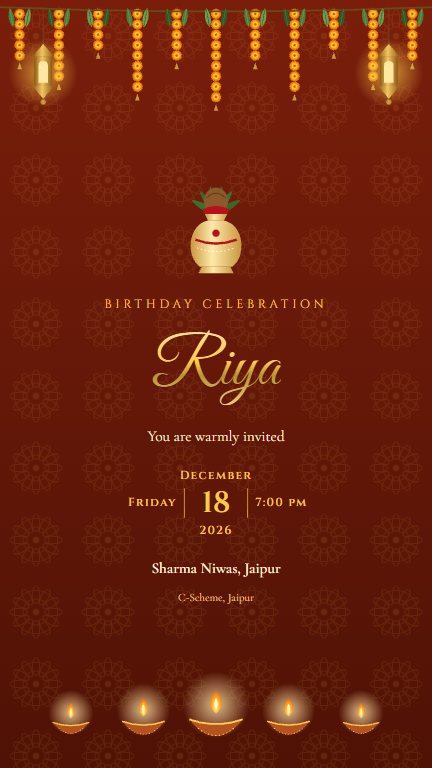 BIRTHDAY CELEBRATION
Riya
You are warmly invited
December
Friday 18 7:00 PM
2026
Sharma Niwas, Jaipur
C-Scheme, Jaipur